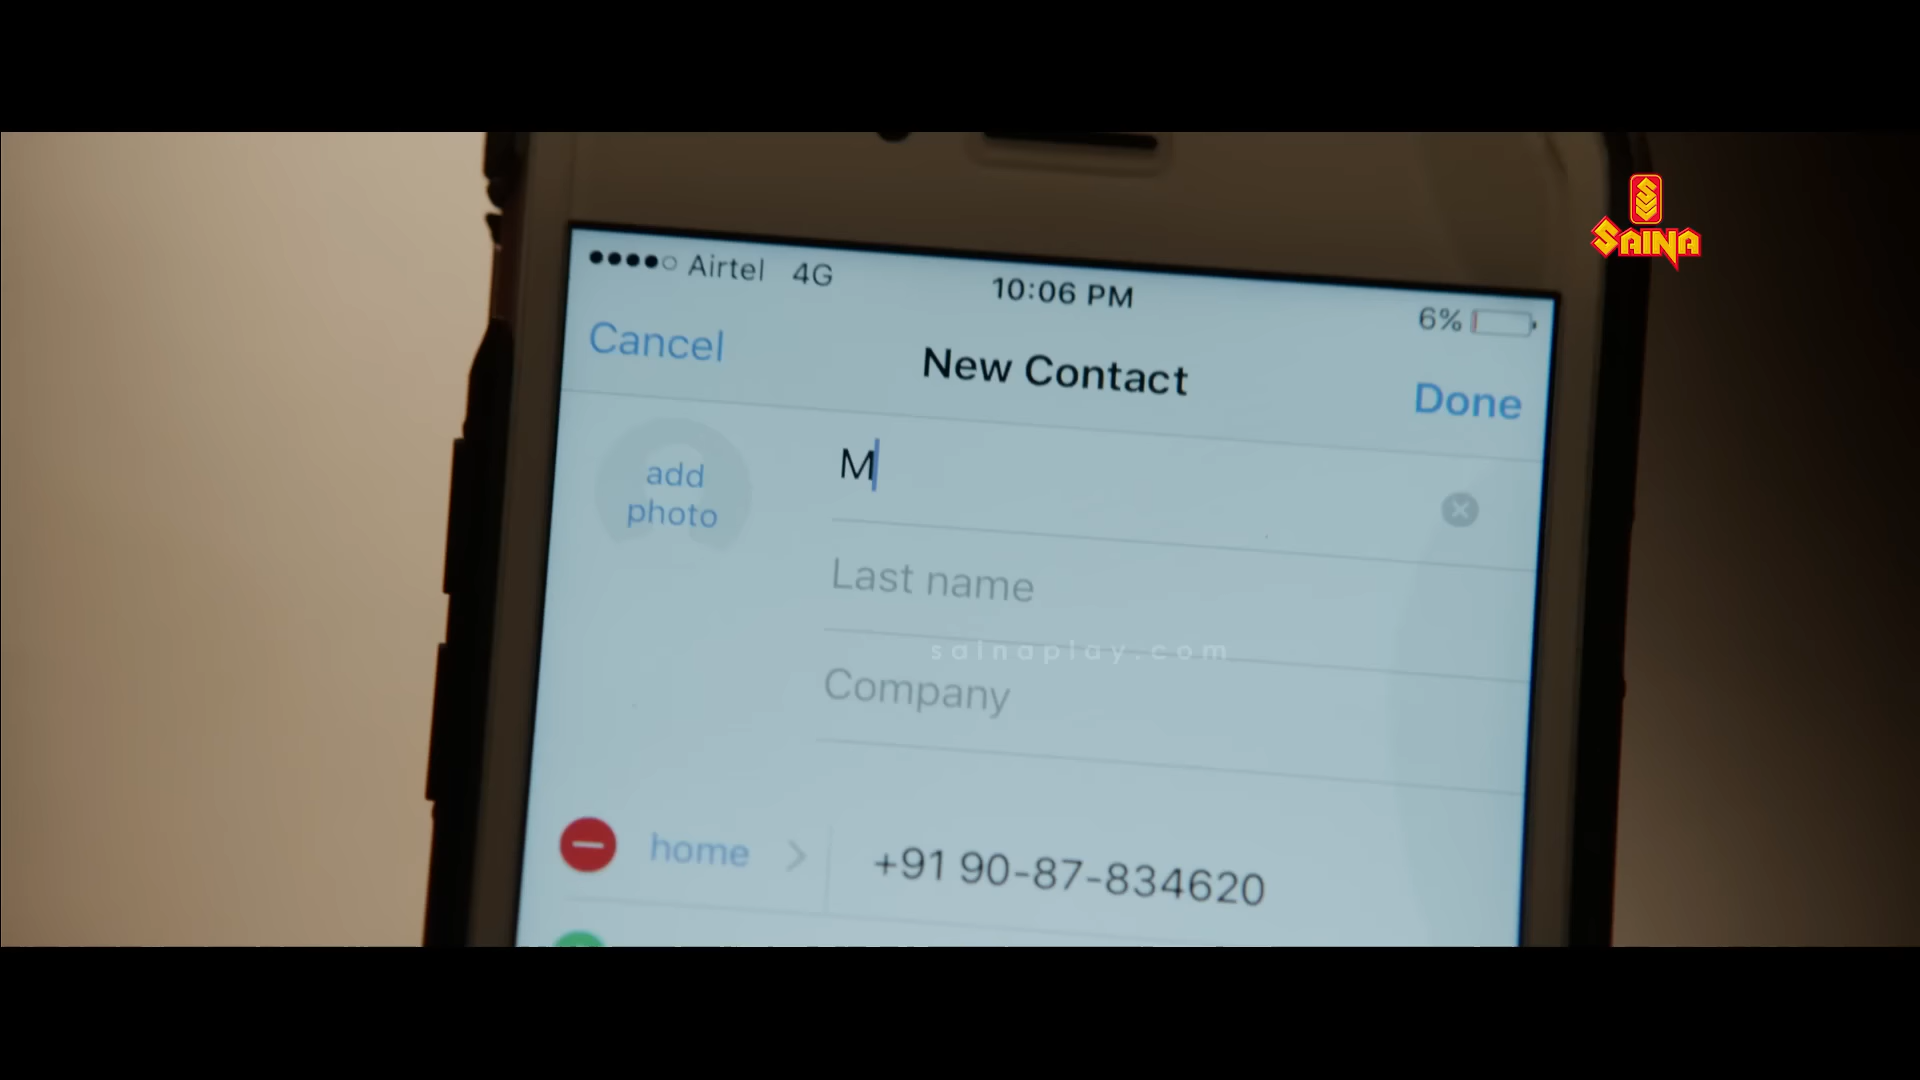 SAINA
Airtel 4G 10:06 PM 6%
Cancel New Contact Done
add
photo
M
Last name
sainaplay.com
Company
home +91 90-87-834620